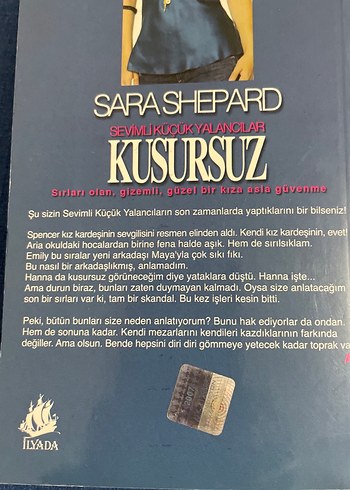 SARA SHEPARD
SEVİMLİ KÜÇÜK YALANCILAR
KUSURSUZ
Sırları olan, gizemli, güzel bir kıza asla güvenme
Şu sizin Sevimli Küçük Yalancıların son zamanlarda yaptıklarını bir bilseniz!
Spencer kız kardeşinin sevgilisini resmen elinden aldı. Kendi kız kardeşinin, evet!
Aria okuldaki hocalardan birine fena halde aşık. Hem de sırılsıklam.
Emily bu sıralar yeni arkadaşı Maya'yla çok sıkı fıkı...
Bu nasıl bir arkadaşlıkmış, anlamadım.
Hanna da kusursuz görüneceğim diye yataklara düştü. Hanna işte...
Ama durun biraz, bunları zaten duymayan kalmadı. Oysa size anlatacağım
son bir sırları var ki, tam bir skandal. Bu kez işleri kesin bitti.
Peki, bütün bunları size neden anlatıyorum? Bunu hak ediyorlar da ondan.
Hem de sonuna kadar. Kendi mezarlarını kendileri kazdıklarının farkında
değiller. Ama olsun. Bende hepsini diri diri gömmeye yetecek kadar toprak
İLYADA